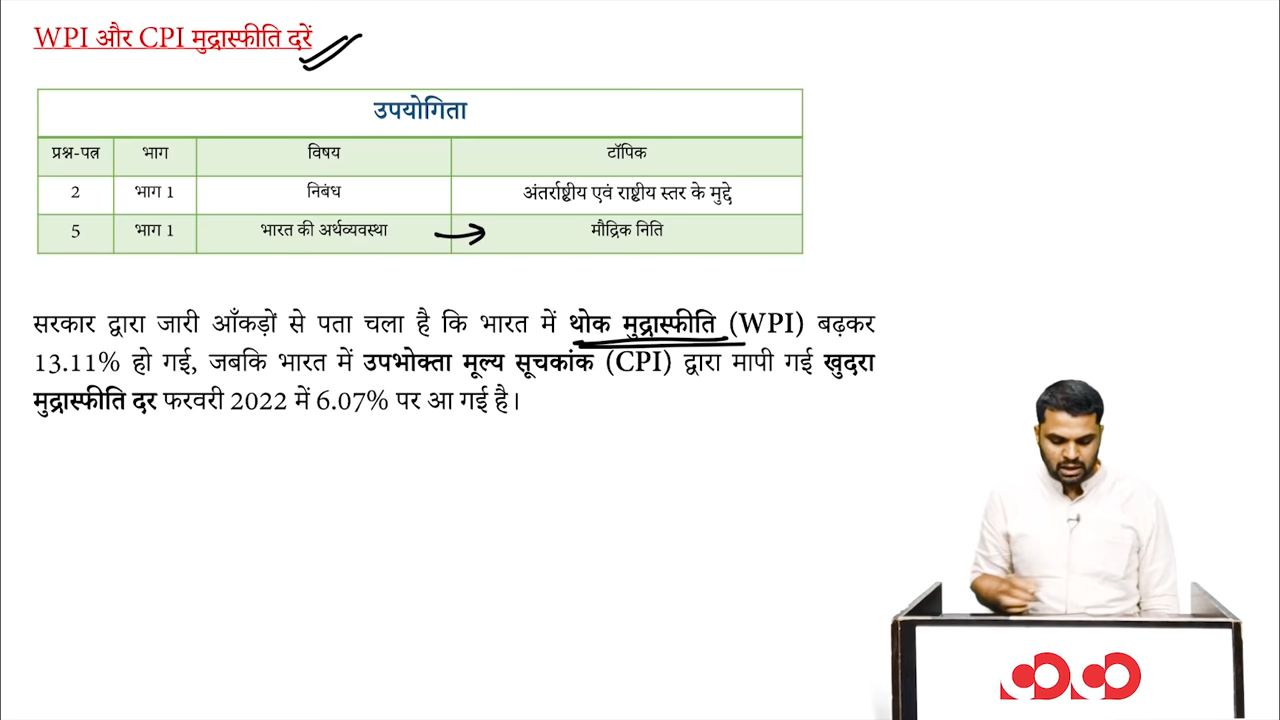 WPI और CPI मुद्रास्फीति दरें
उपयोगिता
प्रश्न-पत्र भाग विषय टॉपिक
2 भाग 1 निबंध अंतर्राष्ट्रीय एवं राष्ट्रीय स्तर के मुद्दे
5 भाग 1 भारत की अर्थव्यवस्था मौद्रिक निति
सरकार द्वारा जारी आँकड़ों से पता चला है कि भारत में थोक मुद्रास्फीति (WPI) बढ़कर
13.11% हो गई, जबकि भारत में उपभोक्ता मूल्य सूचकांक (CPI) द्वारा मापी गई खुदरा
मुद्रास्फीति दर फरवरी 2022 में 6.07% पर आ गई है।